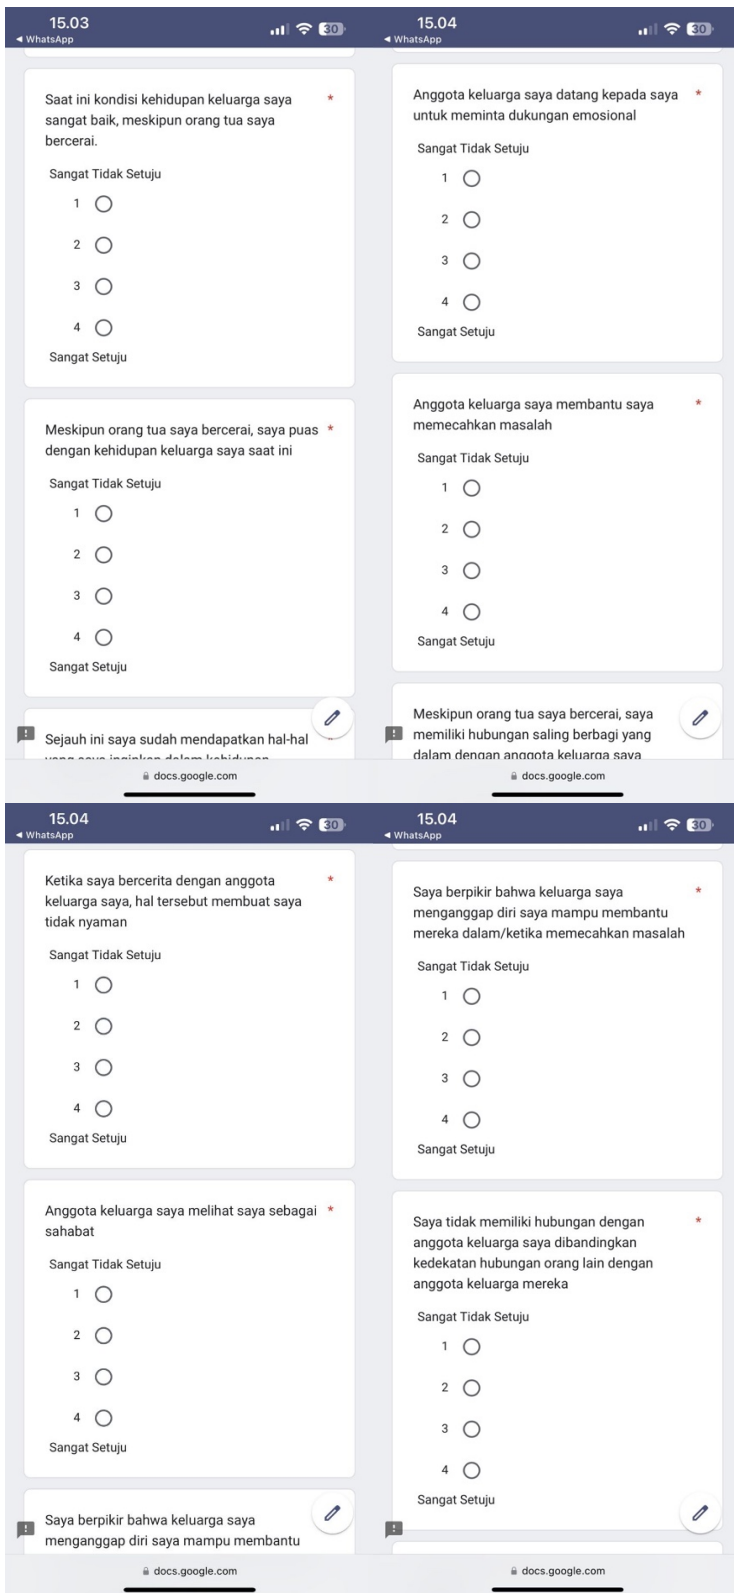 15.03
30
◀ WhatsApp
Saat ini kondisi kehidupan keluarga saya *
sangat baik, meskipun orang tua saya
bercerai.
Sangat Tidak Setuju
1
2
3
4
Sangat Setuju
Meskipun orang tua saya bercerai, saya puas *
dengan kehidupan keluarga saya saat ini
Sangat Tidak Setuju
1
2
3
4
Sangat Setuju
Sejauh ini saya sudah mendapatkan hal-hal
yang saya inginkan dalam kehidupan
docs.google.com
15.04
30
◀ WhatsApp
Anggota keluarga saya datang kepada saya *
untuk meminta dukungan emosional
Sangat Tidak Setuju
1
2
3
4
Sangat Setuju
Anggota keluarga saya membantu saya *
memecahkan masalah
Sangat Tidak Setuju
1
2
3
4
Sangat Setuju
Meskipun orang tua saya bercerai, saya
memiliki hubungan saling berbagi yang
dalam dengan anggota keluarga saya
docs.google.com
15.04
30
◀ WhatsApp
Ketika saya bercerita dengan anggota *
keluarga saya, hal tersebut membuat saya
tidak nyaman
Sangat Tidak Setuju
1
2
3
4
Sangat Setuju
Anggota keluarga saya melihat saya sebagai *
sahabat
Sangat Tidak Setuju
1
2
3
4
Sangat Setuju
Saya berpikir bahwa keluarga saya
menganggap diri saya mampu membantu
docs.google.com
15.04
30
◀ WhatsApp
Saya berpikir bahwa keluarga saya *
menganggap diri saya mampu membantu
mereka dalam/ketika memecahkan masalah
Sangat Tidak Setuju
1
2
3
4
Sangat Setuju
Saya tidak memiliki hubungan dengan *
anggota keluarga saya dibandingkan
kedekatan hubungan orang lain dengan
anggota keluarga mereka
Sangat Tidak Setuju
1
2
3
4
Sangat Setuju
docs.google.com